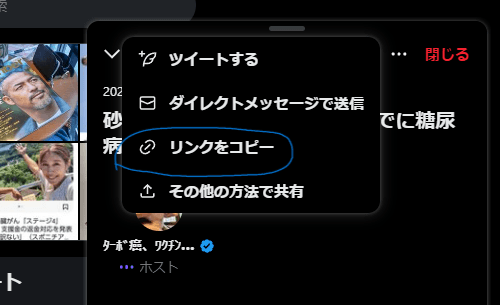 索
ツイートする
閉じる
ダイレクトメッセージで送信
202
砂
でに糖尿
病
リンクをコピー
その他の方法で共有
臓がん『ステージ4』
支援金の返金対応を発表
訳ない」（スポニチア...
ﾀｰﾎﾞ癌、ﾜｸﾁﾝ...
ホスト
ート